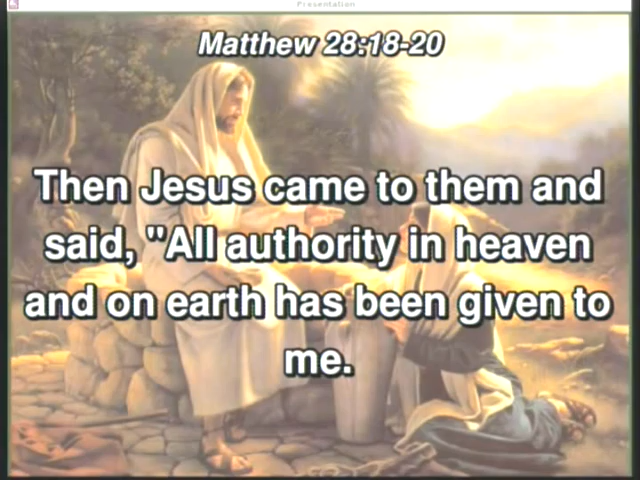 Presentation
Matthew 28:18-20
Then Jesus came to them and
said, "All authority in heaven
and on earth has been given to
me.